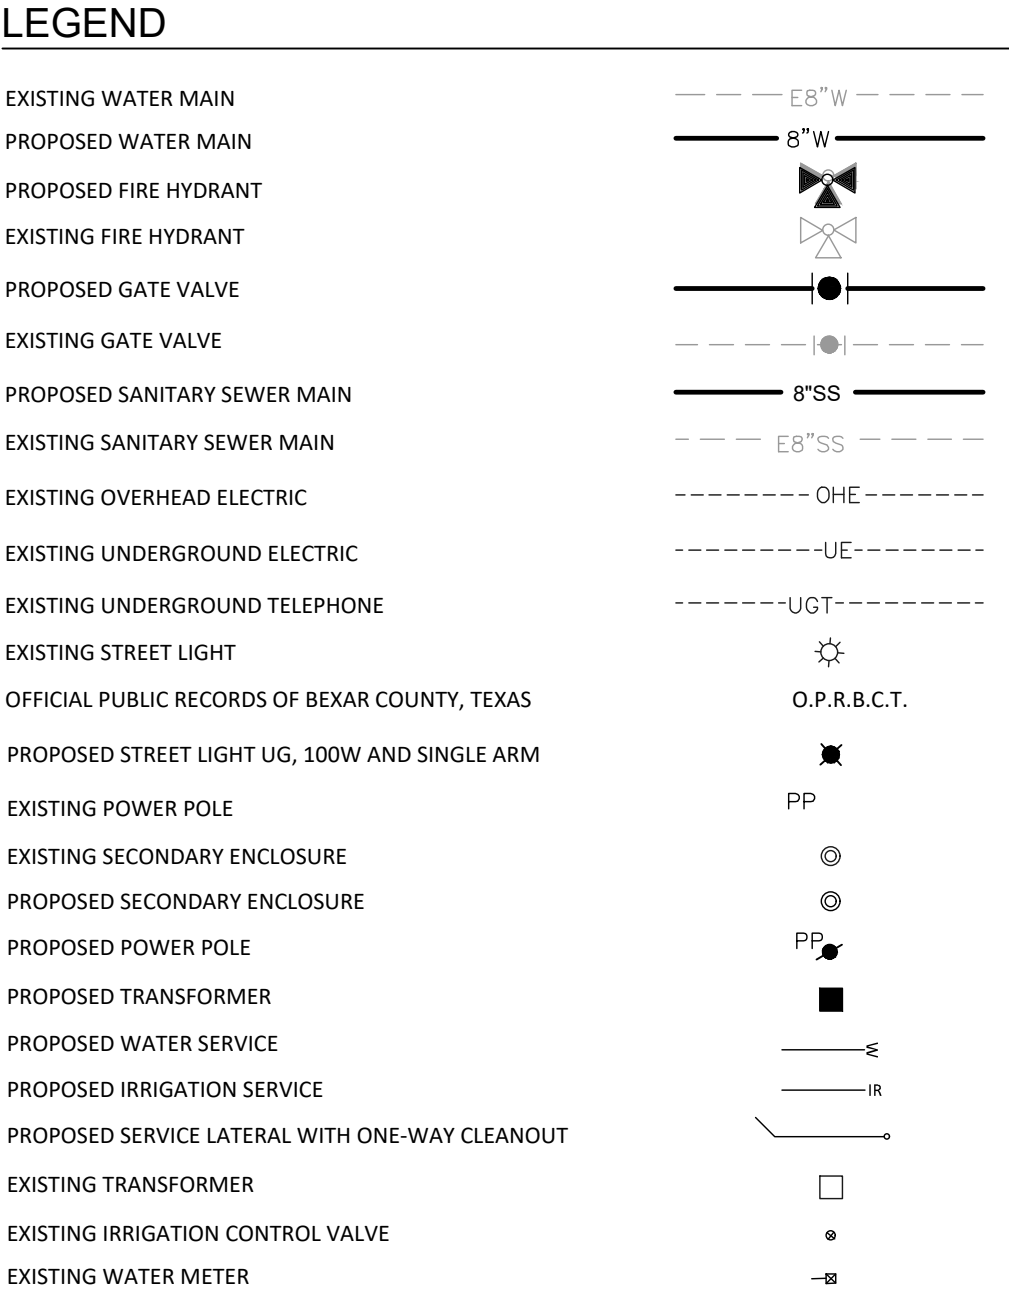 LEGEND
EXISTING WATER MAIN E8"W
PROPOSED WATER MAIN 8"W
PROPOSED FIRE HYDRANT
EXISTING FIRE HYDRANT
PROPOSED GATE VALVE
EXISTING GATE VALVE
PROPOSED SANITARY SEWER MAIN 8"SS
EXISTING SANITARY SEWER MAIN E8"SS
EXISTING OVERHEAD ELECTRIC OHE
EXISTING UNDERGROUND ELECTRIC UE
EXISTING UNDERGROUND TELEPHONE UGT
EXISTING STREET LIGHT
OFFICIAL PUBLIC RECORDS OF BEXAR COUNTY, TEXAS O.P.R.B.C.T.
PROPOSED STREET LIGHT UG, 100W AND SINGLE ARM
EXISTING POWER POLE PP
EXISTING SECONDARY ENCLOSURE
PROPOSED SECONDARY ENCLOSURE
PROPOSED POWER POLE PP
PROPOSED TRANSFORMER
PROPOSED WATER SERVICE W
PROPOSED IRRIGATION SERVICE IR
PROPOSED SERVICE LATERAL WITH ONE-WAY CLEANOUT
EXISTING TRANSFORMER
EXISTING IRRIGATION CONTROL VALVE
EXISTING WATER METER